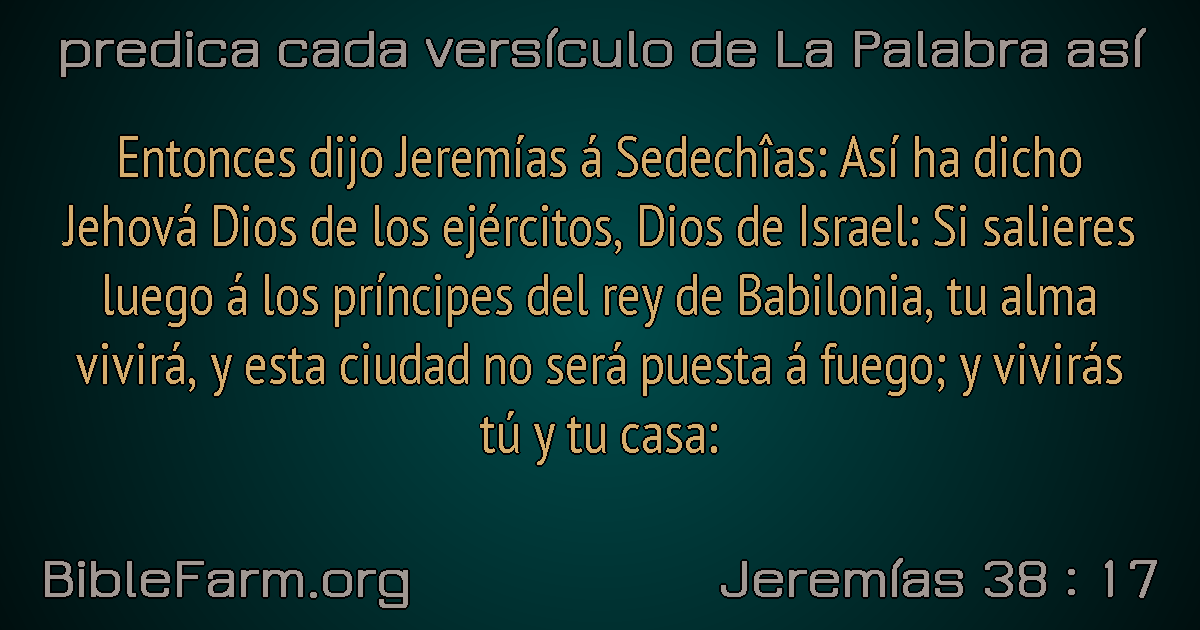 predica cada versículo de La Palabra así
Entonces dijo Jeremías á Sedechîas: Así ha dicho
Jehová Dios de los ejércitos, Dios de Israel: Si salieres
luego á los príncipes del rey de Babilonia, tu alma
vivirá, y esta ciudad no será puesta á fuego; y vivirás
tú y tu casa:
BibleFarm.org
Jeremías 38 : 17